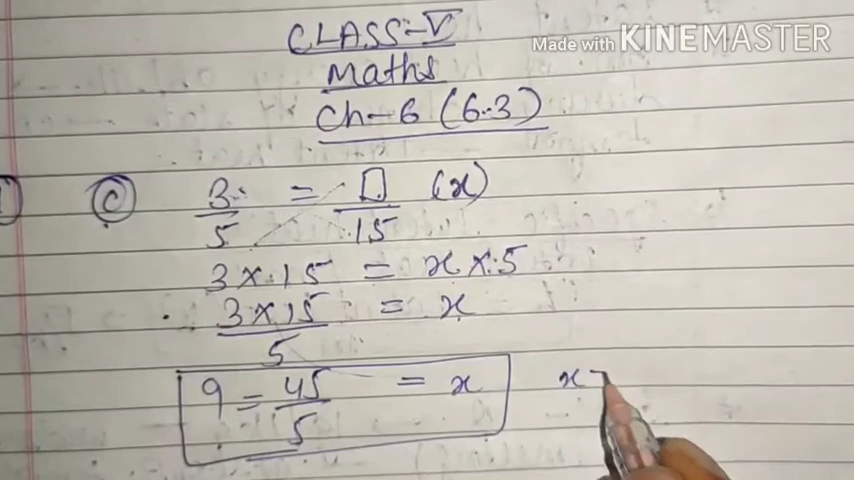 CLASS:-V
Made with KINEMASTER
Maths
Ch-6 (6.3)
(C) 3/5 = □/15 (x)
3 x 15 = x x 5
3 x 15/5 = x
9 = 45/5 = x x =